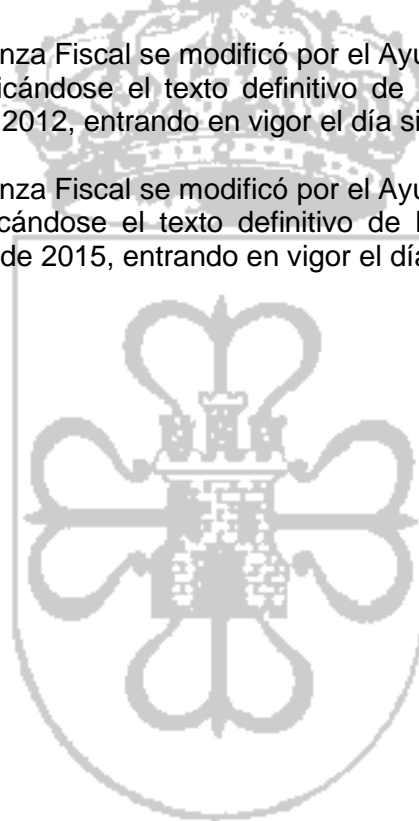 nza Fiscal se modificó por el Ayu
icándose el texto definitivo de
2012, entrando en vigor el día si
nza Fiscal se modificó por el Ayu
cándose el texto definitivo de l
de 2015, entrando en vigor el día